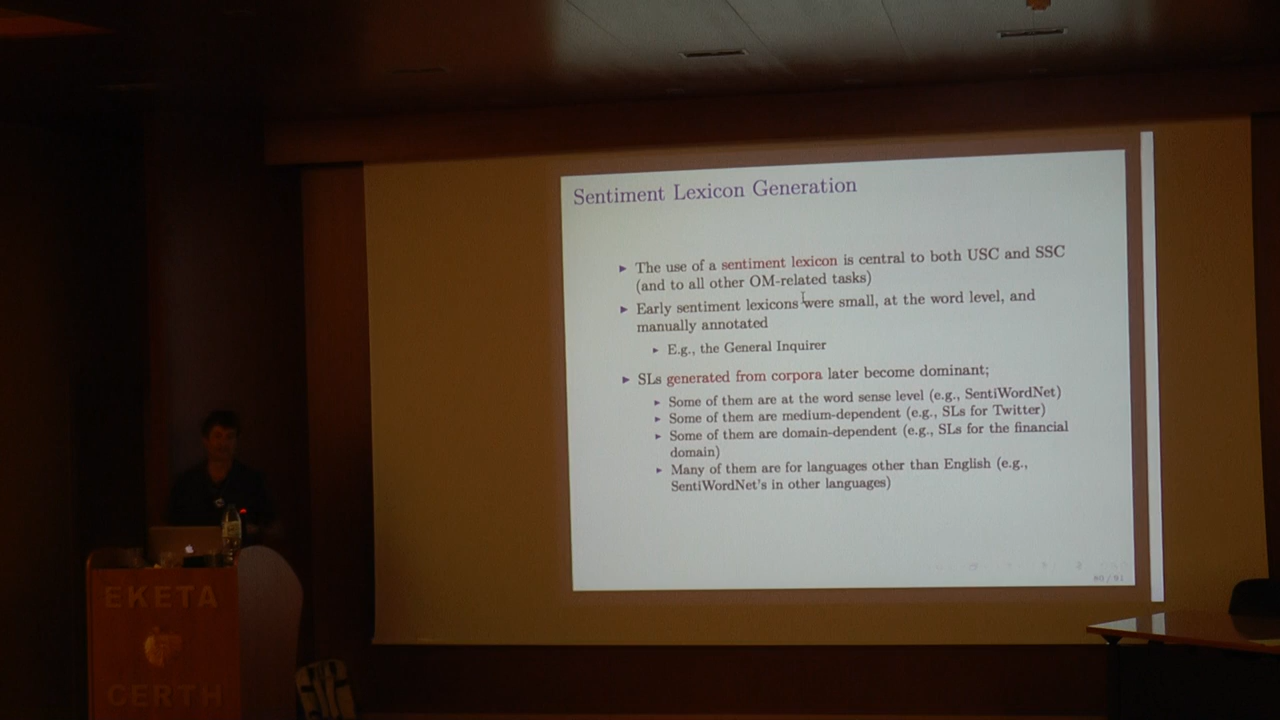 Sentiment Lexicon Generation
▸ The use of a sentiment lexicon is central to both USC and SSC
(and to all other OM-related tasks)
▸ Early sentiment lexicons were small, at the word level, and
manually annotated
▸ E.g., the General Inquirer
▸ SLs generated from corpora later become dominant;
▸ Some of them are at the word sense level (e.g., SentiWordNet)
▸ Some of them are medium-dependent (e.g., SLs for Twitter)
▸ Some of them are domain-dependent (e.g., SLs for the financial
domain)
▸ Many of them are for languages other than English (e.g.,
SentiWordNet's in other languages)
80 / 91
EKETA
CERTH